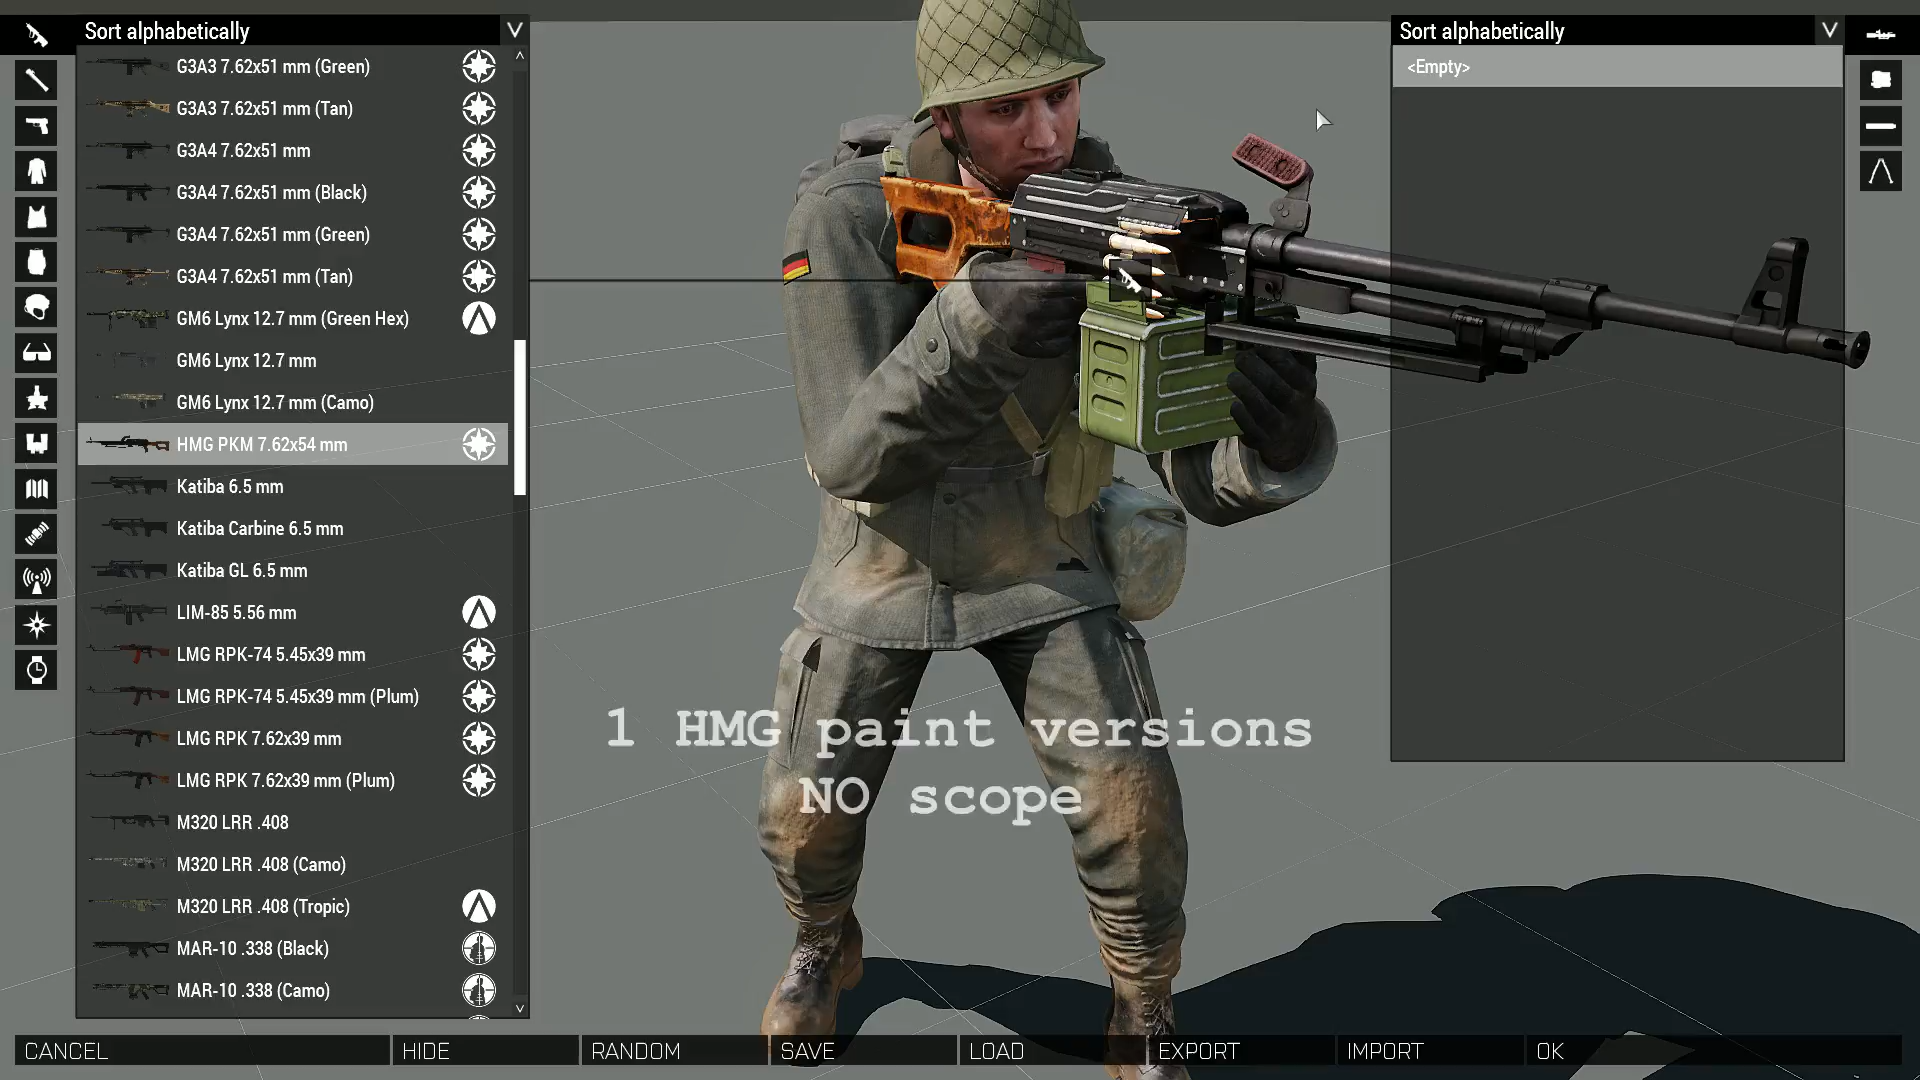 Sort alphabetically
G3A3 7.62x51 mm (Green)
G3A3 7.62x51 mm (Tan)
G3A4 7.62x51 mm
G3A4 7.62x51 mm (Black)
G3A4 7.62x51 mm (Green)
G3A4 7.62x51 mm (Tan)
GM6 Lynx 12.7 mm (Green Hex)
GM6 Lynx 12.7 mm
GM6 Lynx 12.7 mm (Camo)
HMG PKM 7.62x54 mm
Katiba 6.5 mm
Katiba Carbine 6.5 mm
Katiba GL 6.5 mm
LIM-85 5.56 mm
LMG RPK-74 5.45x39 mm
LMG RPK-74 5.45x39 mm (Plum)
LMG RPK 7.62x39 mm
LMG RPK 7.62x39 mm (Plum)
M320 LRR .408
M320 LRR .408 (Camo)
M320 LRR .408 (Tropic)
MAR-10 .338 (Black)
MAR-10 .338 (Camo)
Sort alphabetically
<Empty>
1 HMG paint versions
NO scope
CANCEL
HIDE
RANDOM
SAVE
LOAD
EXPORT
IMPORT
OK